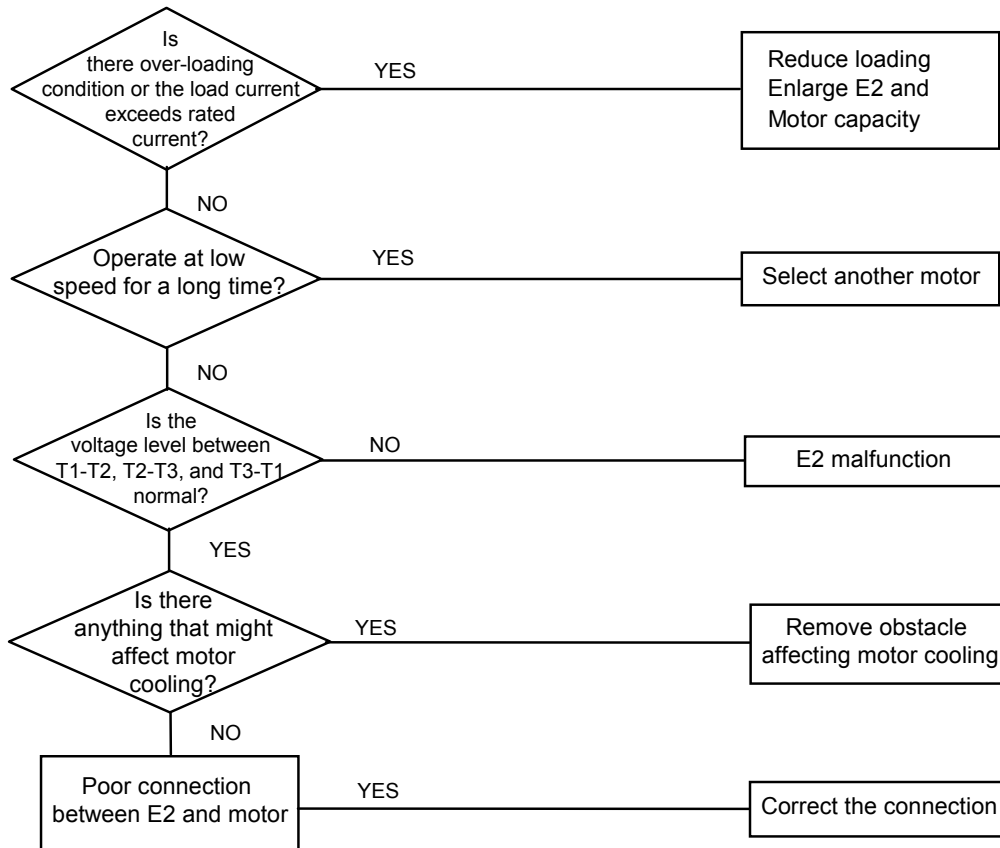 Is
there over-loading
condition or the load current
exceeds rated
current?
YES
Reduce loading
Enlarge E2 and
Motor capacity
NO
Operate at low
speed for a long time?
YES
Select another motor
NO
Is the
voltage level between
T1-T2, T2-T3, and T3-T1
normal?
NO
E2 malfunction
YES
Is there
anything that might
affect motor
cooling?
YES
Remove obstacle
affecting motor cooling
NO
Poor connection
between E2 and motor
YES
Correct the connection